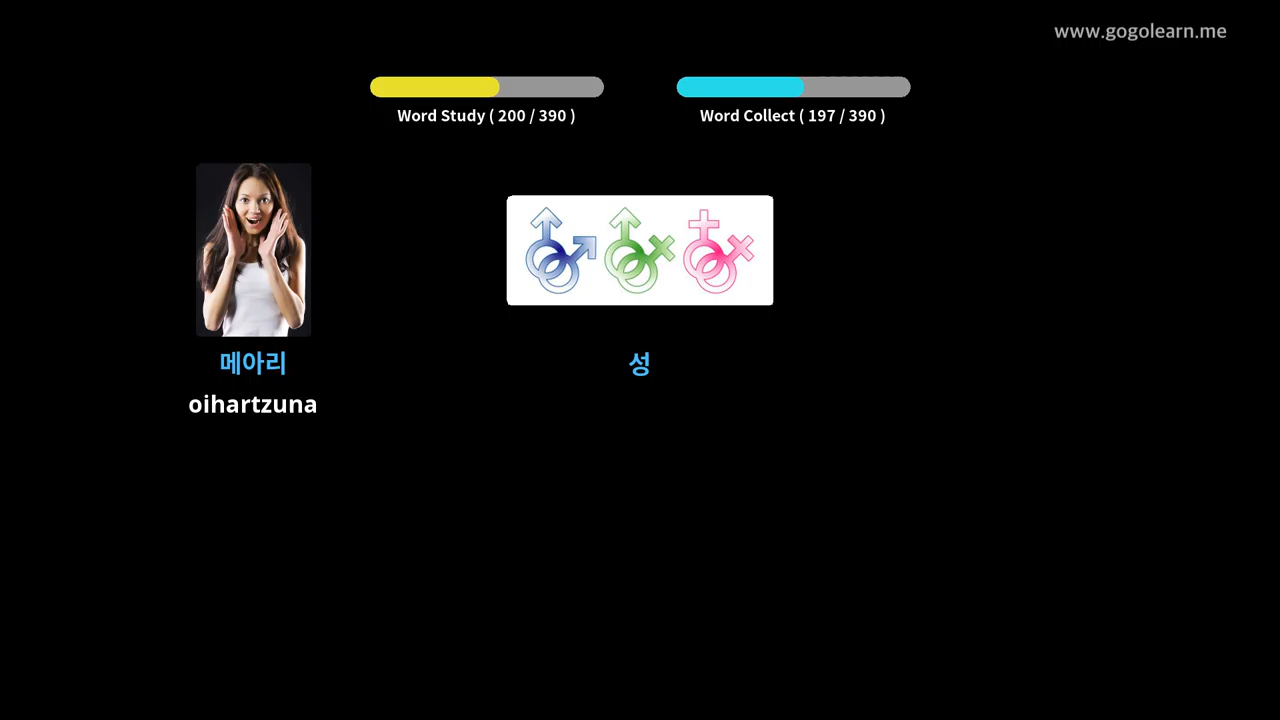 www.gogolearn.me
Word Study ( 200 / 390 )
Word Collect ( 197 / 390 )
메아리
성
oihartzuna